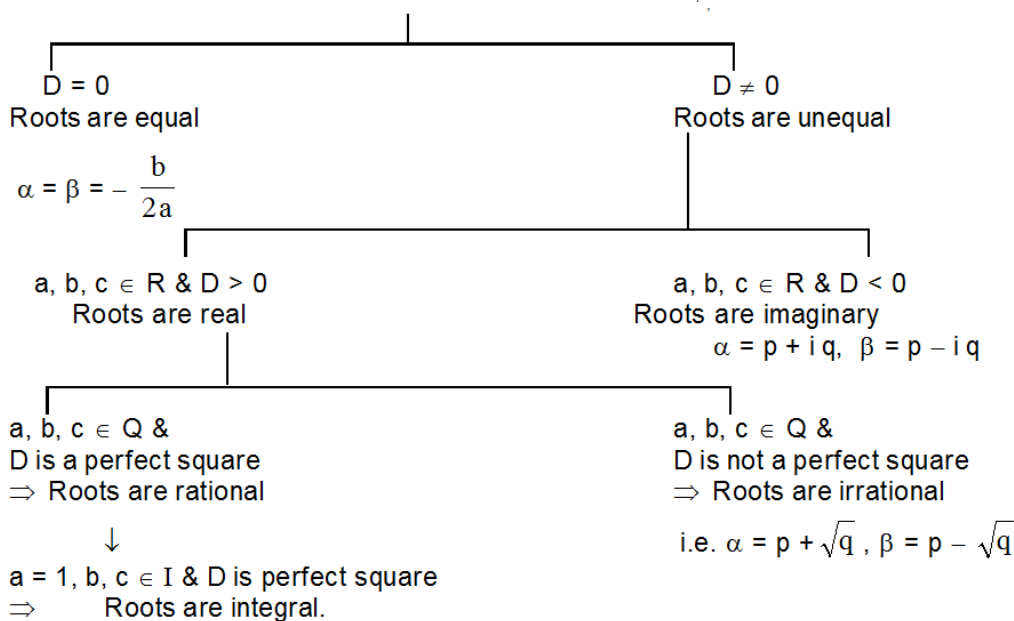 D = 0
D ≠ 0
Roots are equal
Roots are unequal
α = β = – b/2a
a, b, c ∈ R & D > 0
a, b, c ∈ R & D < 0
Roots are real
Roots are imaginary
α = p + i q, β = p – i q
a, b, c ∈ Q &
D is a perfect square
⇒ Roots are rational
↓
a = 1, b, c ∈ I & D is perfect square
⇒ Roots are integral.
a, b, c ∈ Q &
D is not a perfect square
⇒ Roots are irrational
i.e. α = p + √q , β = p – √q